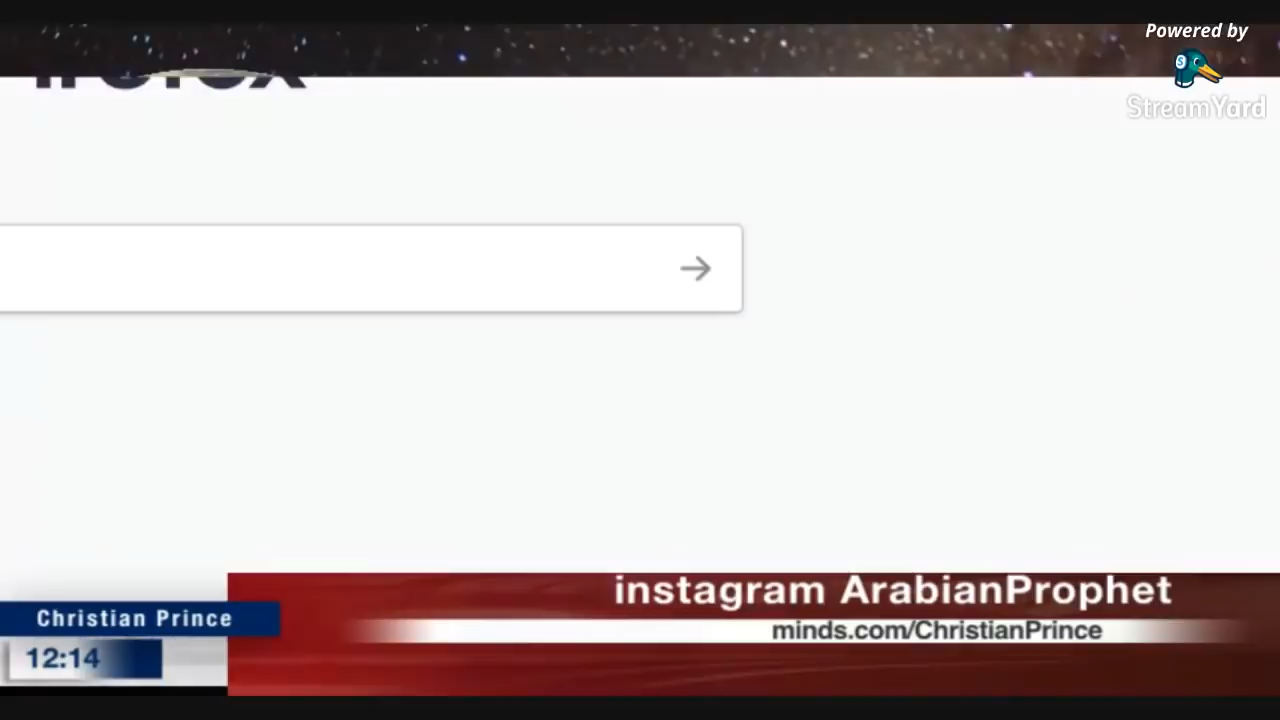 Powered by
StreamYard
instagram ArabianProphet
Christian Prince
minds.com/ChristianPrince
12:14